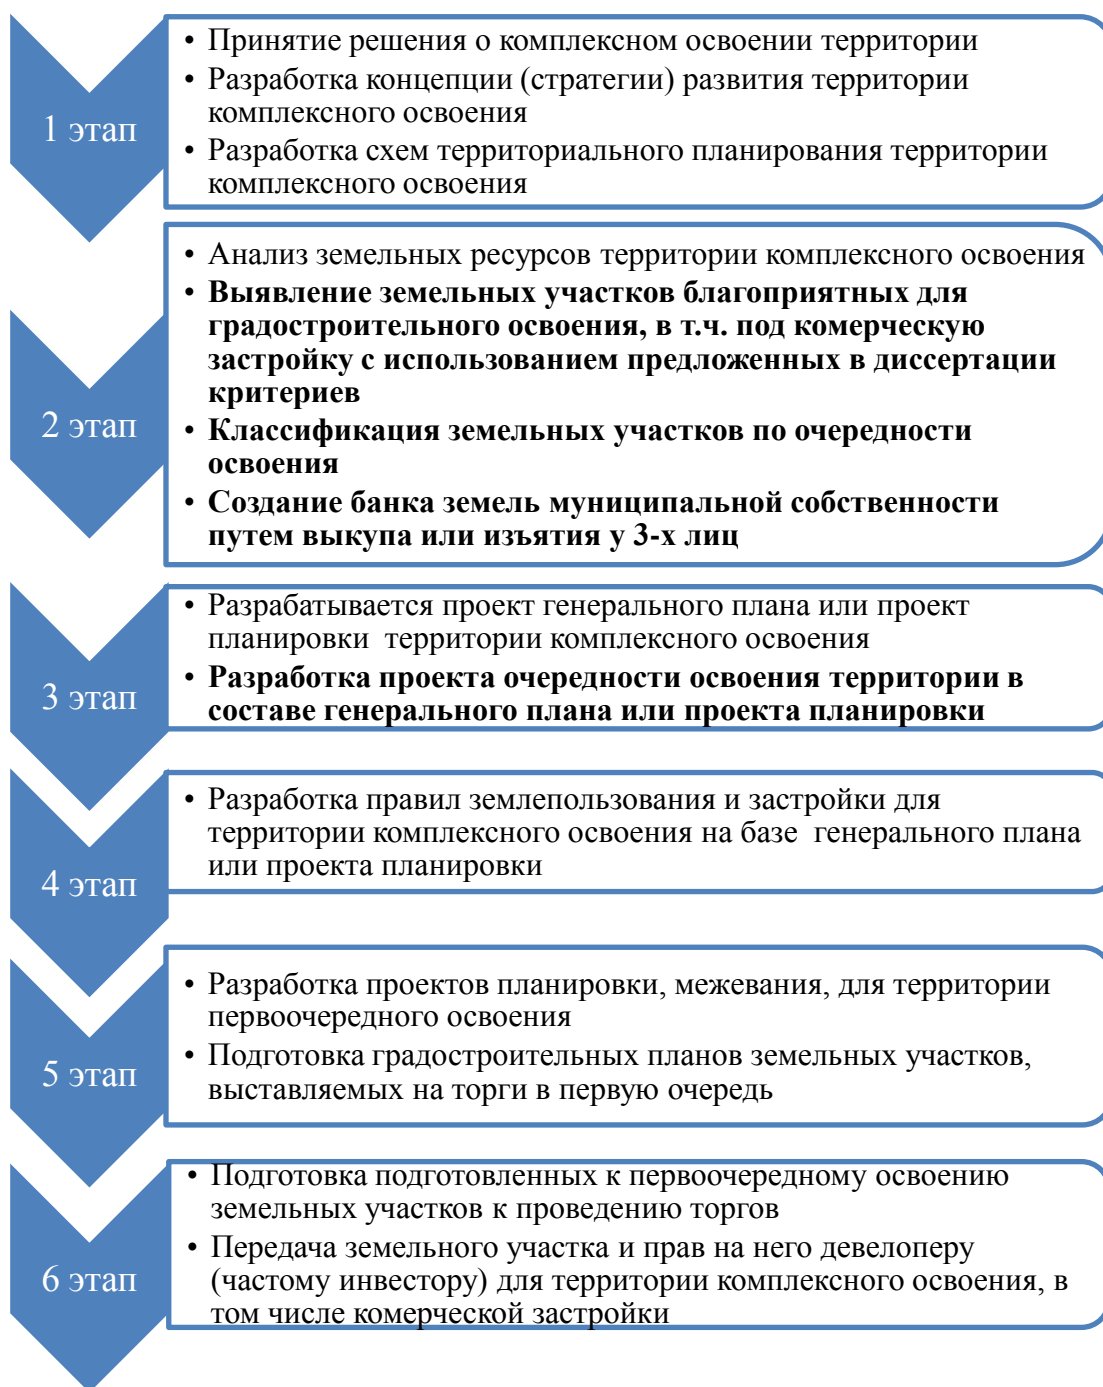 1 этап
• Принятие решения о комплексном освоении территории
• Разработка концепции (стратегии) развития территории
комплексного освоения
• Разработка схем территориального планирования территории
комплексного освоения
2 этап
• Анализ земельных ресурсов территории комплексного освоения
• Выявление земельных участков благоприятных для
градостроительного освоения, в т.ч. под комерческую
застройку с использованием предложенных в диссертации
критериев
• Классификация земельных участков по очередности
освоения
• Создание банка земель муниципальной собственности
путем выкупа или изъятия у 3-х лиц
3 этап
• Разрабатывается проект генерального плана или проект
планировки территории комплексного освоения
• Разработка проекта очередности освоения территории в
составе генерального плана или проекта планировки
4 этап
• Разработка правил землепользования и застройки для
территории комплексного освоения на базе генерального плана
или проекта планировки
5 этап
• Разработка проектов планировки, межевания, для территории
первоочередного освоения
• Подготовка градостроительных планов земельных участков,
выставляемых на торги в первую очередь
6 этап
• Подготовка подготовленных к первоочередному освоению
земельных участков к проведению торгов
• Передача земельного участка и прав на него девелоперу
(частому инвестору) для территории комплексного освоения, в
том числе комерческой застройки